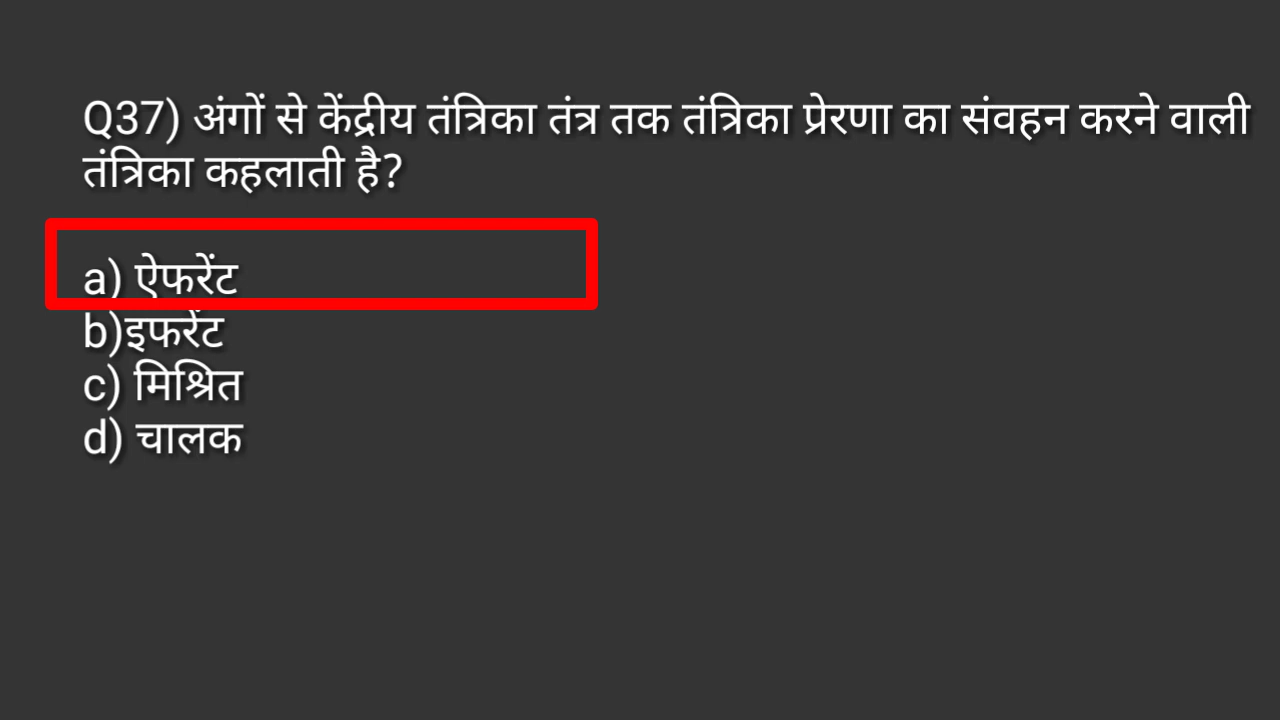 Q37) अंगों से केंद्रीय तंत्रिका तंत्र तक तंत्रिका प्रेरणा का संवहन करने वाली
तंत्रिका कहलाती है?
a) ऐफरेंट
b)इफरेंट
c) मिश्रित
d) चालक